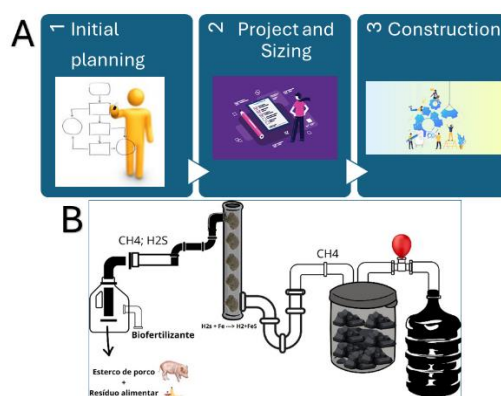 A
1 Initial
planning
2 Project and
Sizing
3 Construction
B
CH4; H2S
CH4
Biofertilizante
H2s + Fe ---> H2+FeS
Esterco de porco
+
Resíduo alimentar